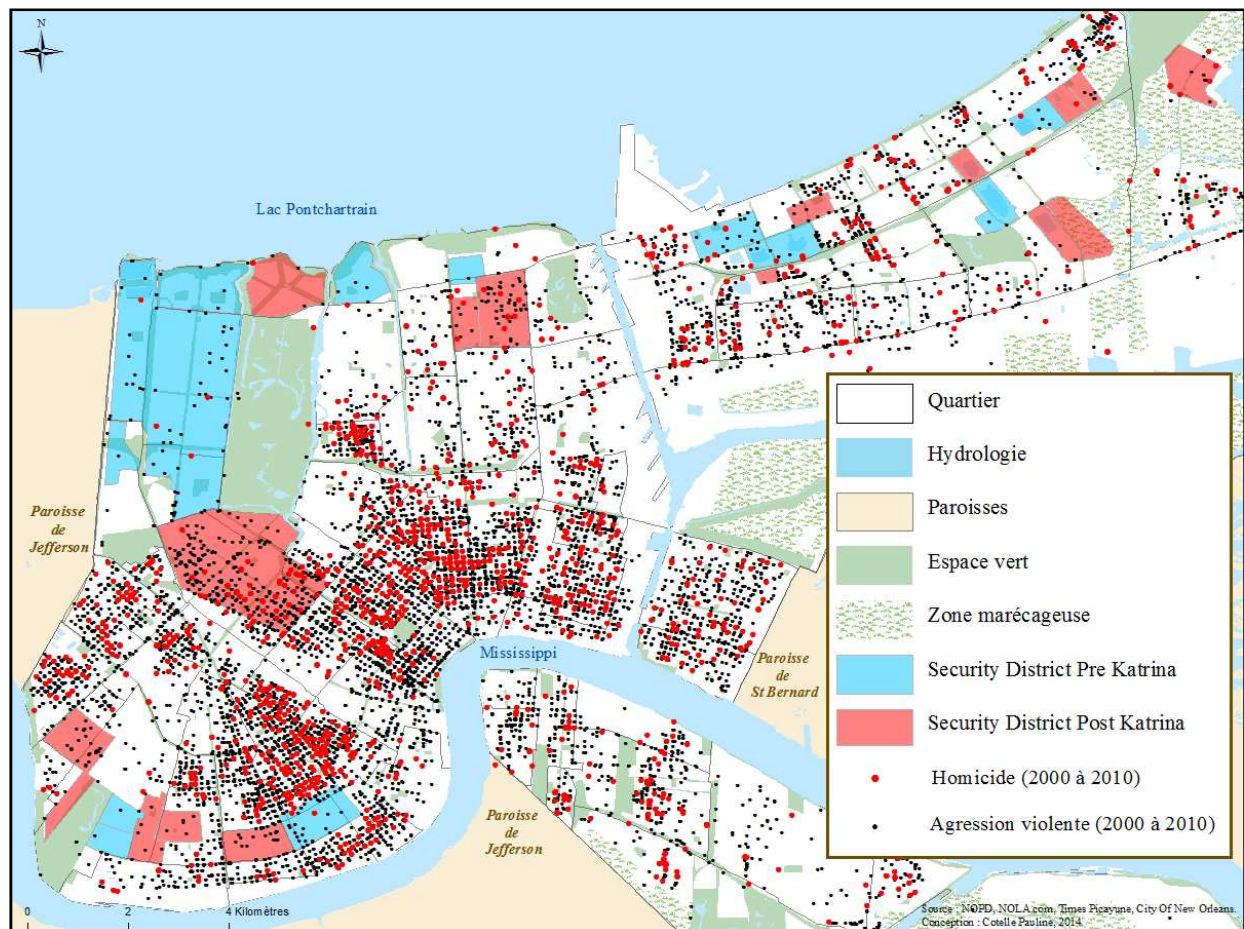 N
Lac Pontchartrain
Paroisse
de
Jefferson
Mississippi
Paroisse
de
St Bernard
Paroisse
de
Jefferson
Quartier
Hydrologie
Paroisses
Espace vert
Zone marécageuse
Security District Pre Katrina
Security District Post Katrina
Homicide (2000 à 2010)
Agression violente (2000 à 2010)
0 2 4 Kilomètres
Source : NOPD, NOLA.com, Times Picayune, City Of New Orleans.
Conception : Cotelle Pauline, 2014